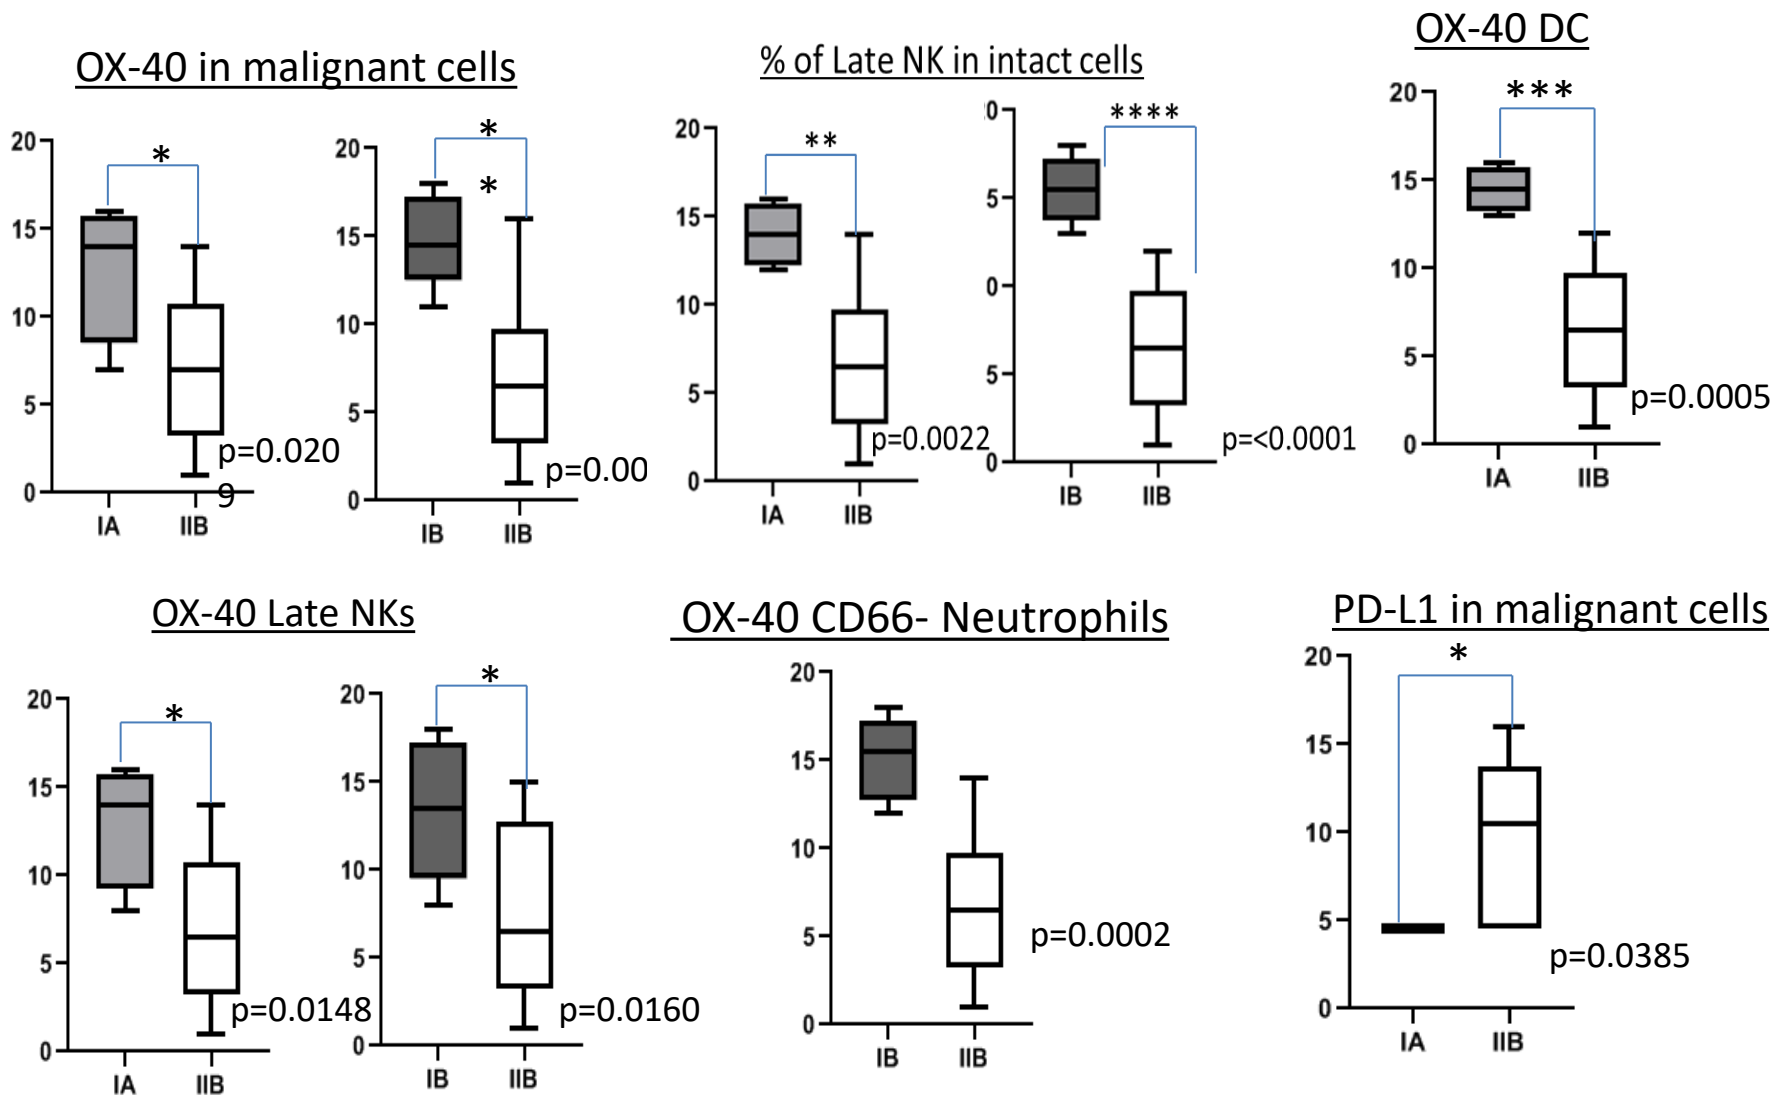 OX-40 in malignant cells
20
15
10
5
0
*
IA
IIB
p=0.020
9
20
15
10
5
0
*
*
IB
IIB
p=0.00
% of Late NK in intact cells
20
15
10
5
0
**
IA
IIB
p=0.0022
0
5
0
5
0
****
IB
IIB
p=<0.0001
OX-40 DC
20
15
10
5
0
***
IA
IIB
p=0.0005
OX-40 Late NKs
20
15
10
5
0
*
IA
IIB
p=0.0148
20
15
10
5
0
*
IB
IIB
p=0.0160
OX-40 CD66- Neutrophils
20
15
10
5
0
IB
IIB
p=0.0002
PD-L1 in malignant cells
20
15
10
5
0
*
IA
IIB
p=0.0385